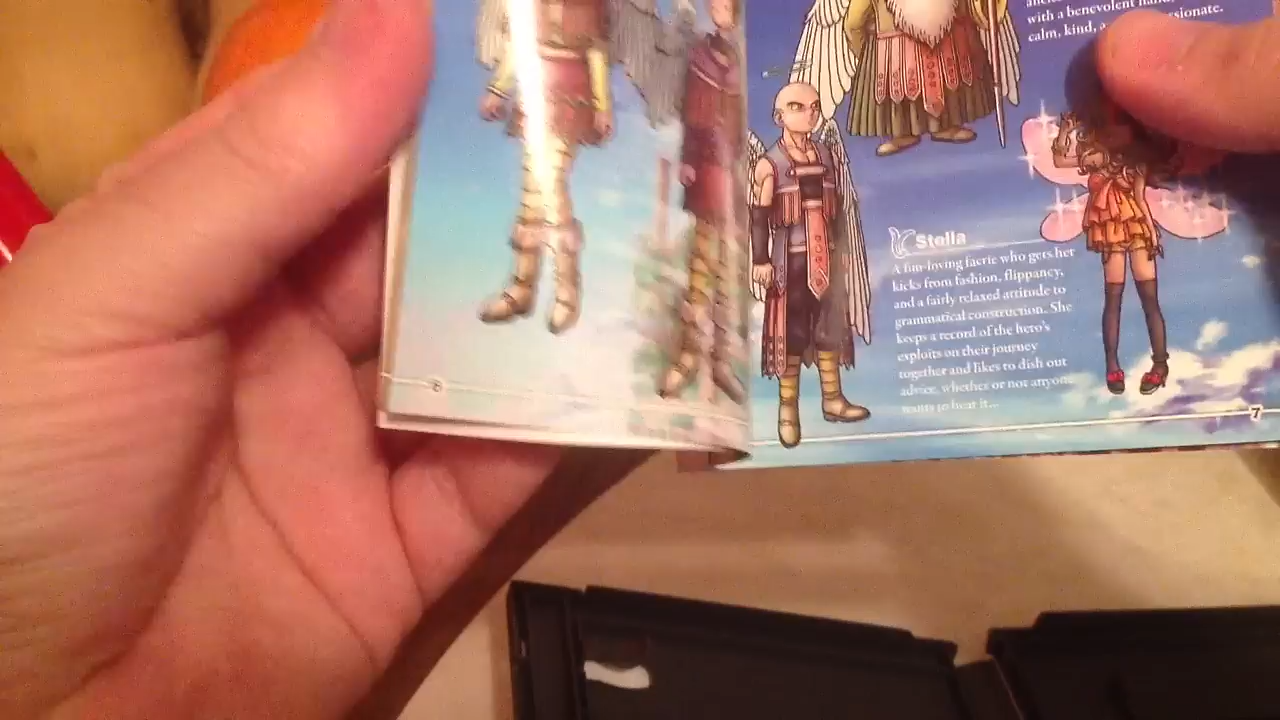 with a benevolent hand,
calm, kind,
Stella
A fun-loving faerie who gets her
kicks from fashion, flippancy,
and a fairly relaxed attitude to
grammatical construction. She
keeps a record of the hero's
exploits on their journey
together and likes to dish out
advice, whether or not anyone
wants to hear it...
7